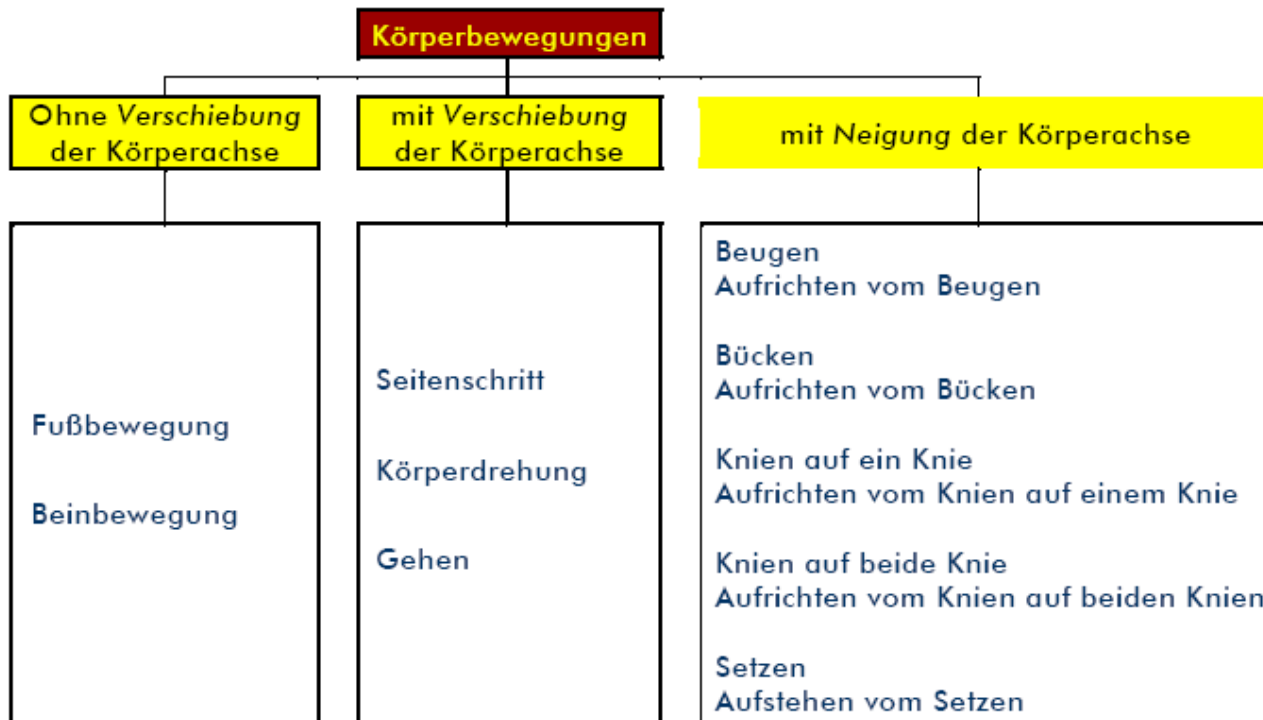 Körperbewegungen
Ohne Verschiebung
der Körperachse
mit Verschiebung
der Körperachse
mit Neigung der Körperachse
Fußbewegung
Beinbewegung
Seitenschritt
Körperdrehung
Gehen
Beugen
Aufrichten vom Beugen
Bücken
Aufrichten vom Bücken
Knien auf ein Knie
Aufrichten vom Knien auf einem Knie
Knien auf beide Knie
Aufrichten vom Knien auf beiden Knien
Setzen
Aufstehen vom Setzen